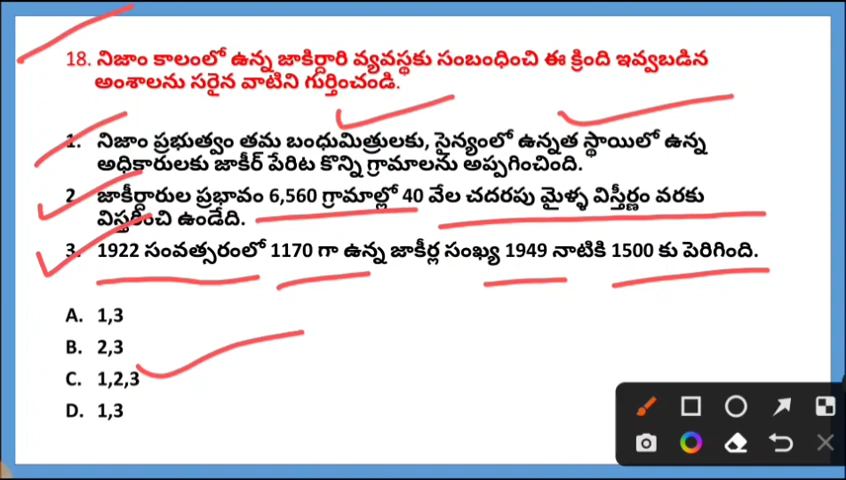 18. నిజాం కాలంలో ఉన్న జాకిర్దారి వ్యవస్థకు సంబంధించి ఈ క్రింది ఇవ్వబడిన
అంశాలను సరైన వాటిని గుర్తించండి.
1. నిజాం ప్రభుత్వం తమ బంధుమిత్రులకు, సైన్యంలో ఉన్నత స్థాయిలో ఉన్న
అధికారులకు జాకీర్ పేరిట కొన్ని గ్రామాలను అప్పగించింది.
2 జాకీర్దారుల ప్రభావం 6,560 గ్రామాల్లో 40 వేల చదరపు మైళ్ళ విస్తీర్ణం వరకు
విస్తరించి ఉండేది.
3. 1922 సంవత్సరంలో 1170 గా ఉన్న జాకీర్ల సంఖ్య 1949 నాటికి 1500 కు పెరిగింది.
A. 1,3
B. 2,3
C. 1,2,3
D. 1,3